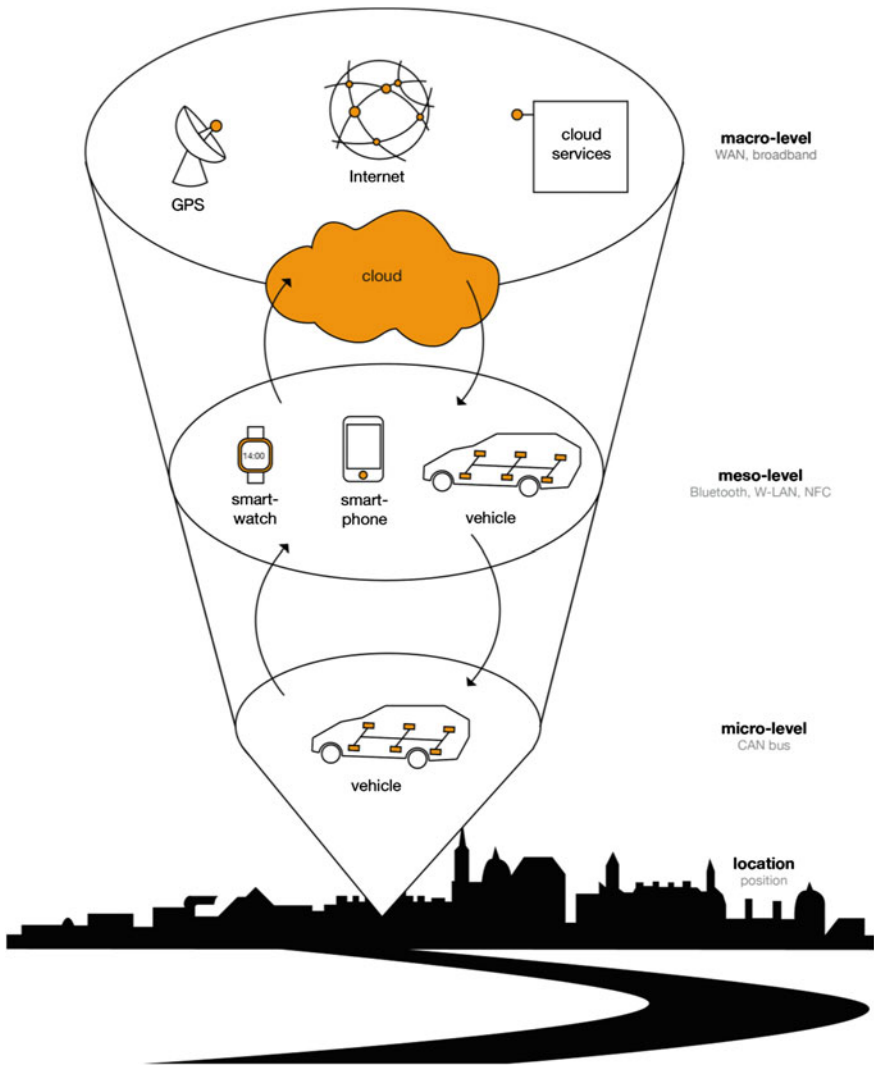 macro-level
WAN, broadband
GPS
Internet
cloud
services
cloud
14:00
smart-
watch
smart-
phone
vehicle
meso-level
Bluetooth, W-LAN, NFC
vehicle
micro-level
CAN bus
location
position